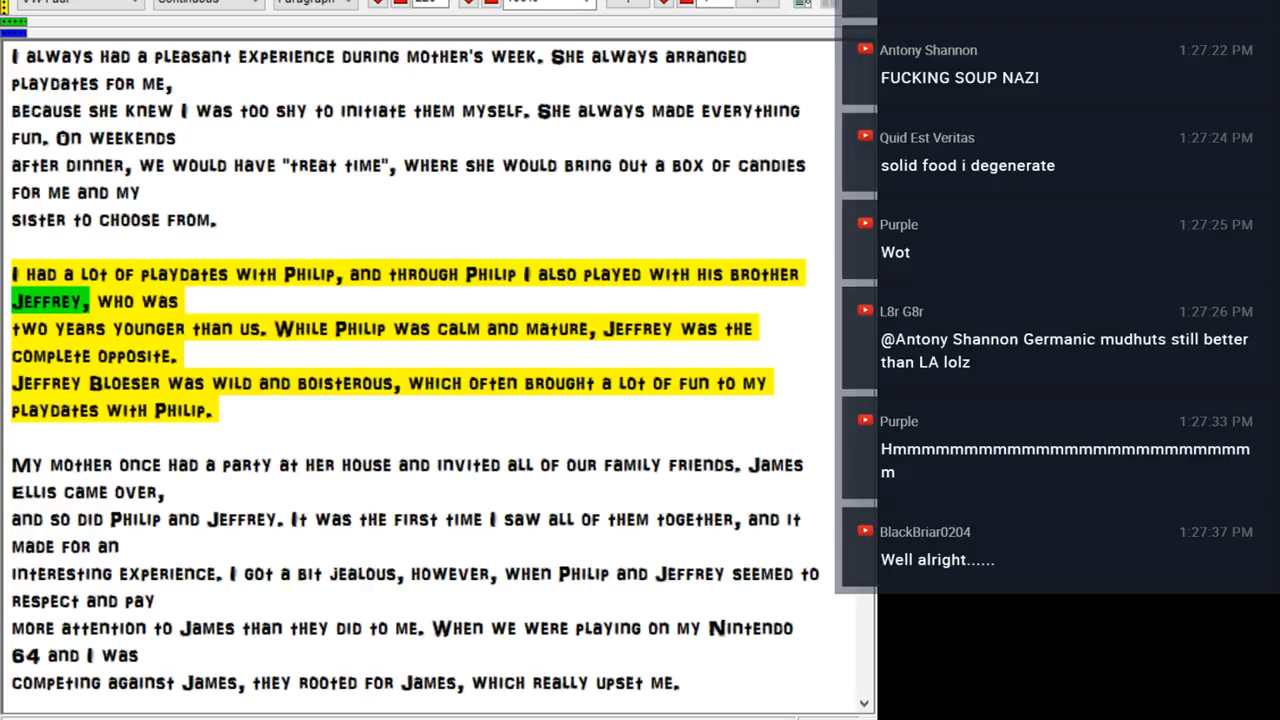 VW Paul
Continuous
Paragraph
I always had a pleasant experience during mother's week. She always arranged
playdates for me,
because she knew I was too shy to initiate them myself. She always made everything
fun. On weekends
after dinner, we would have "treat time", where she would bring out a box of candies
for me and my
sister to choose from.
I had a lot of playdates with Philip, and through Philip I also played with his brother
Jeffrey, who was
two years younger than us. While Philip was calm and mature, Jeffrey was the
complete opposite.
Jeffrey Bloeser was wild and boisterous, which often brought a lot of fun to my
playdates with Philip.
My mother once had a party at her house and invited all of our family friends. James
Ellis came over,
and so did Philip and Jeffrey. It was the first time I saw all of them together, and it
made for an
interesting experience. I got a bit jealous, however, when Philip and Jeffrey seemed to
respect and pay
more attention to James than they did to me. When we were playing on my Nintendo
64 and I was
competing against James, they rooted for James, which really upset me.
Antony Shannon 1:27:22 PM
FUCKING SOUP NAZI
Quid Est Veritas 1:27:24 PM
solid food i degenerate
Purple 1:27:25 PM
Wot
L8r G8r 1:27:26 PM
@Antony Shannon Germanic mudhuts still better
than LA lolz
Purple 1:27:33 PM
Hmmmmmmmmmmmmmmmmmmmmmmmmmm
m
BlackBriar0204 1:27:37 PM
Well alright......